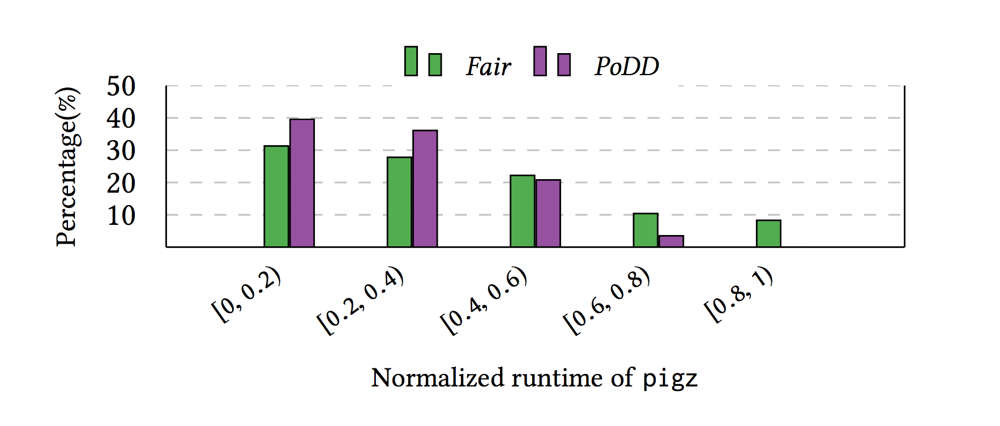 Fair PoDD
Percentage(%)
50
40
30
20
10
[0, 0.2) [0.2, 0.4) [0.4, 0.6) [0.6, 0.8) [0.8, 1)
Normalized runtime of pigz